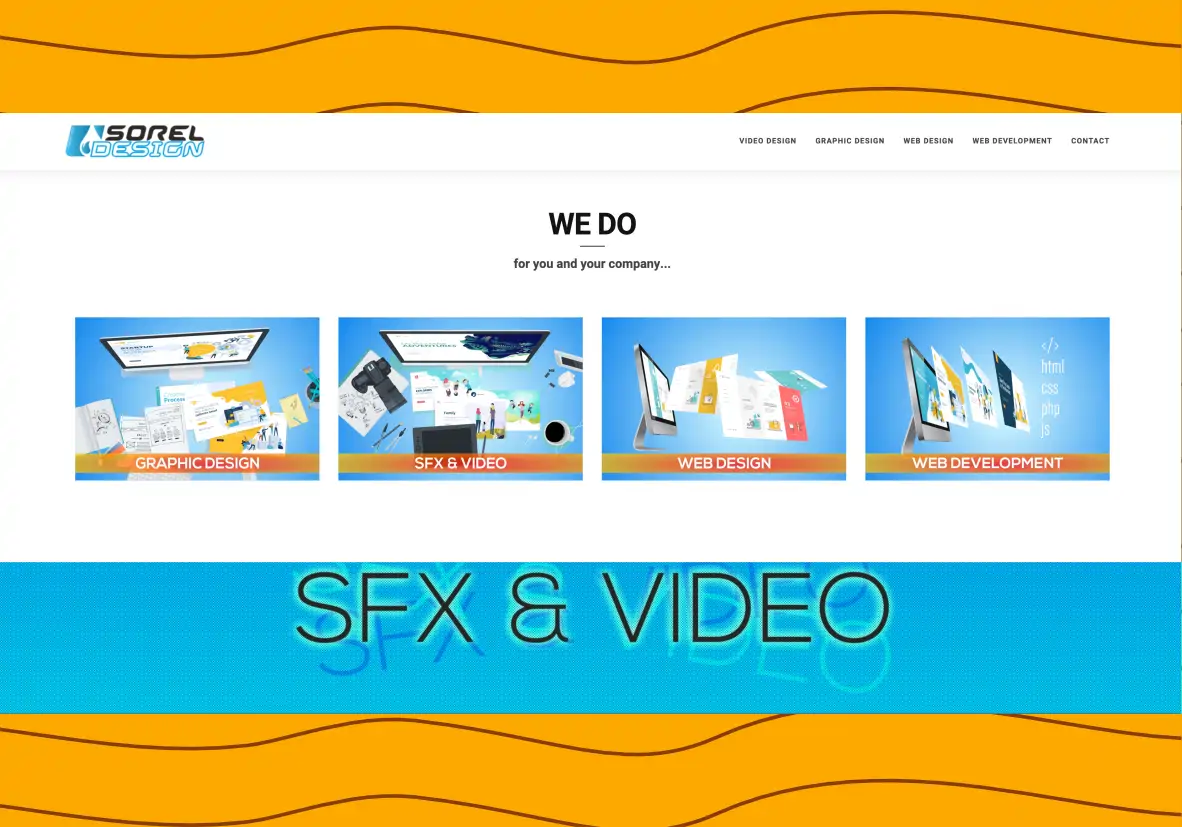 SOREL
DESIGN
VIDEO DESIGN GRAPHIC DESIGN WEB DESIGN WEB DEVELOPMENT CONTACT
WE DO
for you and your company...
STARTUP
Process
GRAPHIC DESIGN
ADVENTURES
Family
SFX & VIDEO
WEB DESIGN
</>
html
css
php
js
WEB DEVELOPMENT
SFX & VIDEO